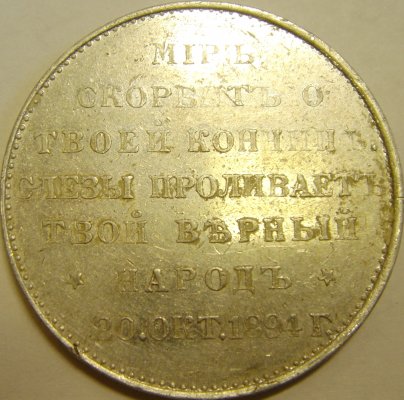 МІРЪ
СКОРБИТЪ О
ТВОЕЙ КОНЧИНѢ.
СЛЕЗЫ ПРОЛИВАЕТЪ
ТВОЙ ВѢРНЫЙ
НАРОДЪ
20.ОКТ.1894 Г.